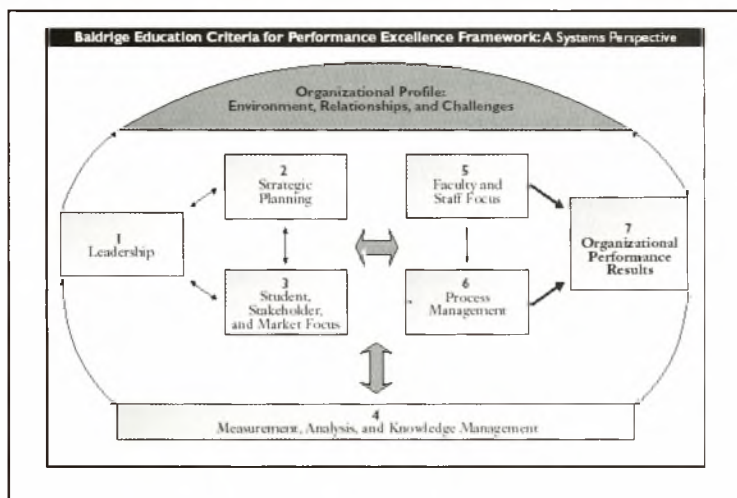 Baldrige Education Criteria for Performance Excellence Framework: A Systems Perspective
Organizational Profile:
Environment, Relationships, and Challenges
2
Strategic
Planning
5
Faculty and
Staff Focus
1
Leadership
7
Organizational
Performance
Results
3
Student,
Stakeholder,
and Market Focus
6
Process
Management
4
Measurement, Analysis, and Knowledge Management